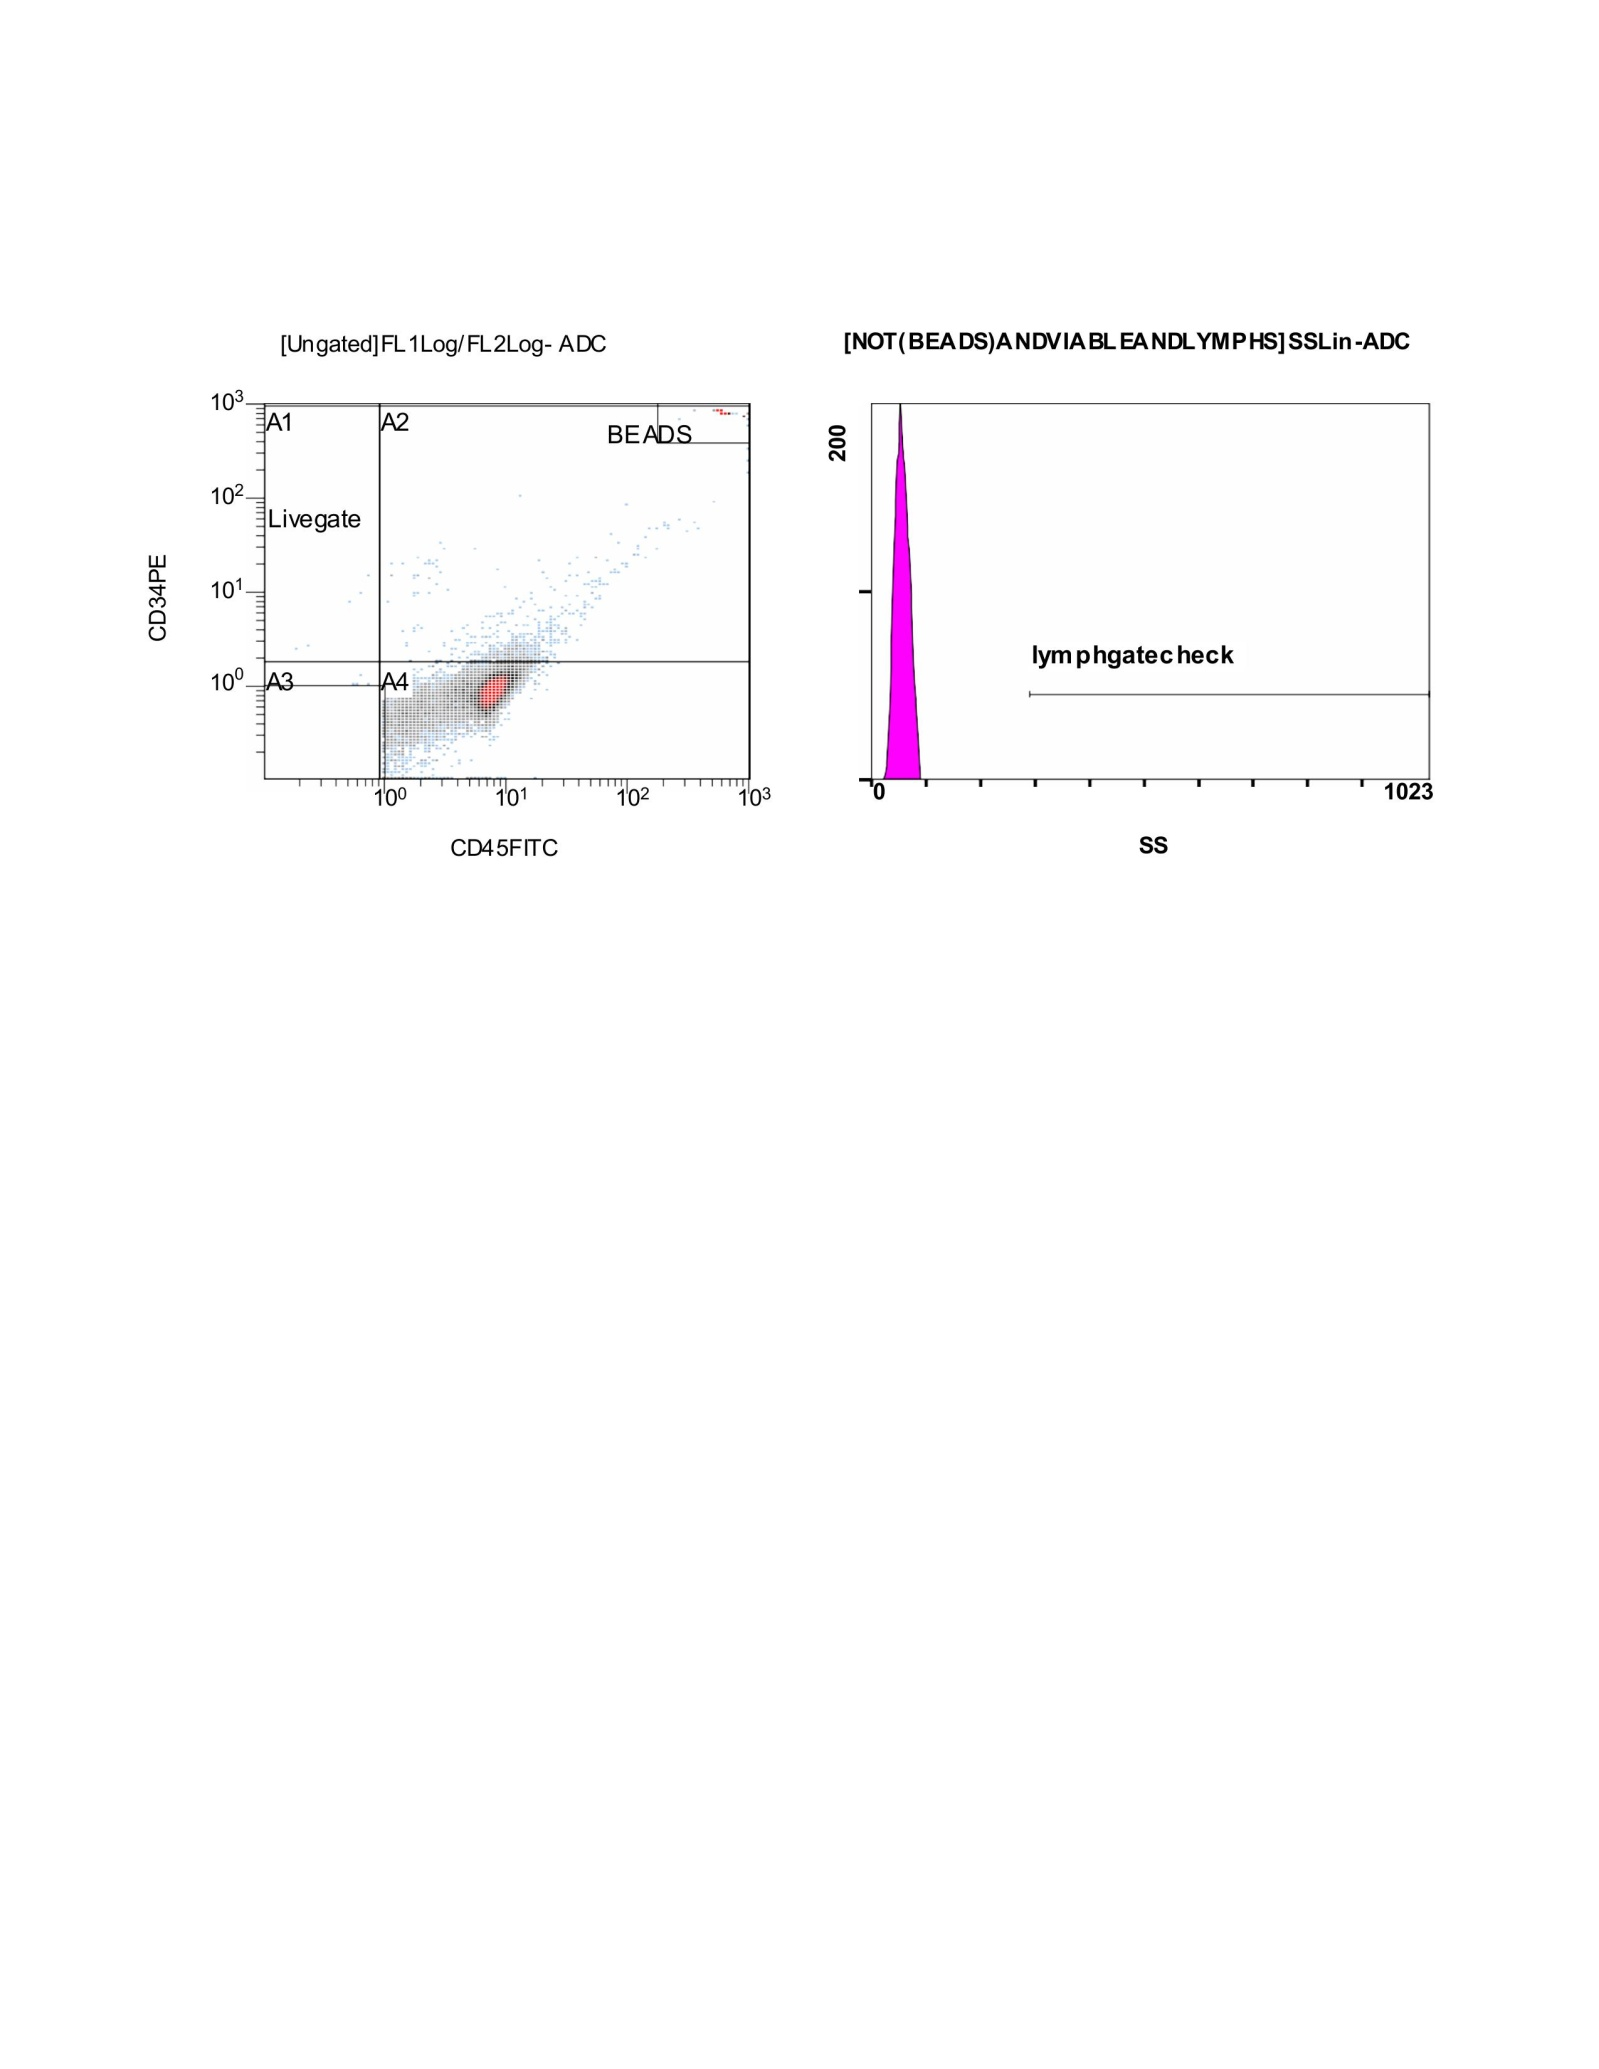 [Ungated]FL1Log/FL2Log- ADC
10³
A1
A2
BEADS
10²
Livegate
CD34PE
10¹
10⁰
A3
A4
10⁰
10¹
10²
10³
CD45FITC
[NOT(BEADS)ANDVIABLEANDLYMPHS]SSLin-ADC
200
lymphgatecheck
0
1023
SS